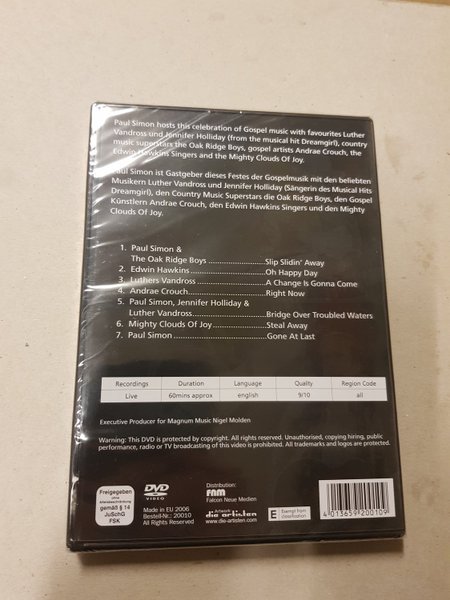 Paul Simon hosts this celebration of Gospel music with favourites Luther
Vandross und Jennifer Holliday (from the musical hit Dreamgirl), country
music superstars the Oak Ridge Boys, gospel artists Andrae Crouch, the
Edwin Hawkins Singers and the Mighty Clouds Of Joy.
Paul Simon ist Gastgeber dieses Festes der Gospelmusik mit den beliebten
Musikern Luther Vandross und Jennifer Holliday (Sängerin des Musical Hits
Dreamgirl), den Country Music Superstars die Oak Ridge Boys, den Gospel
Künstlern Andrae Crouch, den Edwin Hawkins Singers und den Mighty
Clouds Of Joy.
1. Paul Simon &
The Oak Ridge Boys ..................Slip Slidin' Away
2. Edwin Hawkins........................Oh Happy Day
3. Luthers Vandross.....................A Change Is Gonna Come
4. Andrae Crouch........................Right Now
5. Paul Simon, Jennifer Holliday &
Luther Vandross.......................Bridge Over Troubled Waters
6. Mighty Clouds Of Joy................Steal Away
7. Paul Simon..............................Gone At Last
Recordings Duration Language Quality Region Code
Live 60mins approx. english 9/10 all
Executive Producer for Magnum Music Nigel Molden
Warning: This DVD is protected by copyright. All rights reserved. Unauthorised, copying hiring, public
performance, radio or TV broadcasting of this video is prohibited. All trademarks and logos are protected.
Freigegeben
ohne
Altersbeschränkung
gemäß § 14
JuSchG
FSK
DVD
VIDEO
Made in EU 2006
Bestell-Nr.: 20010
All Rights Reserved
Distribution:
FNM
Falcon Neue Medien
Artwork
die artisten
www.die-artisten.com
E Exempt from
classification
4 013659 200109